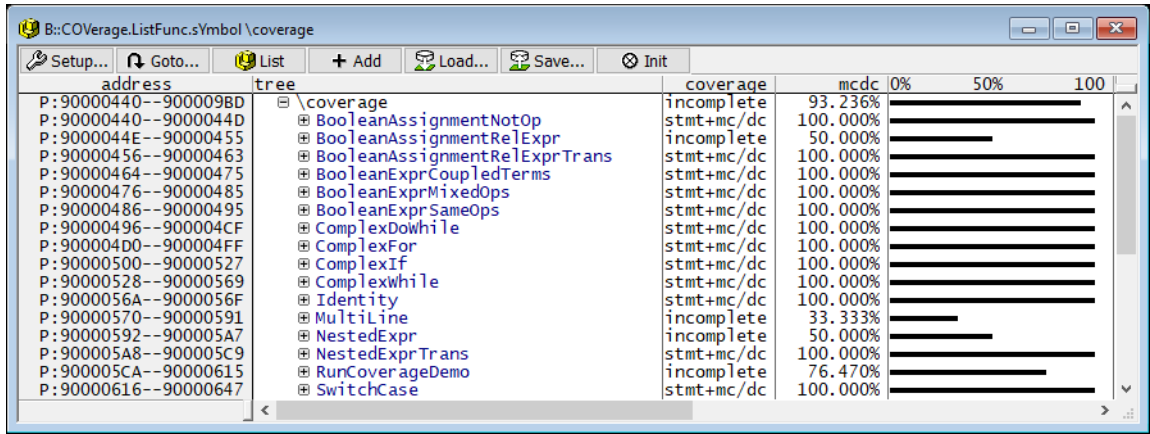 B::COVerage.ListFunc.sYmbol \coverage
Setup... Goto... List + Add Load... Save... Init
address tree coverage mcdc 0% 50% 100
P:90000440--900009BD \coverage incomplete 93.236%
P:90000440--9000044D BooleanAssignmentNotOp stmt+mc/dc 100.000%
P:9000044E--90000455 BooleanAssignmentRelExpr incomplete 50.000%
P:90000456--90000463 BooleanAssignmentRelExprTrans stmt+mc/dc 100.000%
P:90000464--90000475 BooleanExprCoupledTerms stmt+mc/dc 100.000%
P:90000476--90000485 BooleanExprMixedOps stmt+mc/dc 100.000%
P:90000486--90000495 BooleanExprSameOps stmt+mc/dc 100.000%
P:90000496--900004CF ComplexDoWhile stmt+mc/dc 100.000%
P:900004D0--900004FF ComplexFor stmt+mc/dc 100.000%
P:90000500--90000527 ComplexIf stmt+mc/dc 100.000%
P:90000528--90000569 ComplexWhile stmt+mc/dc 100.000%
P:9000056A--9000056F Identity stmt+mc/dc 100.000%
P:90000570--90000591 MultiLine incomplete 33.333%
P:90000592--900005A7 NestedExpr incomplete 50.000%
P:900005A8--900005C9 NestedExprTrans stmt+mc/dc 100.000%
P:900005CA--90000615 RunCoverageDemo incomplete 76.470%
P:90000616--90000647 SwitchCase stmt+mc/dc 100.000%